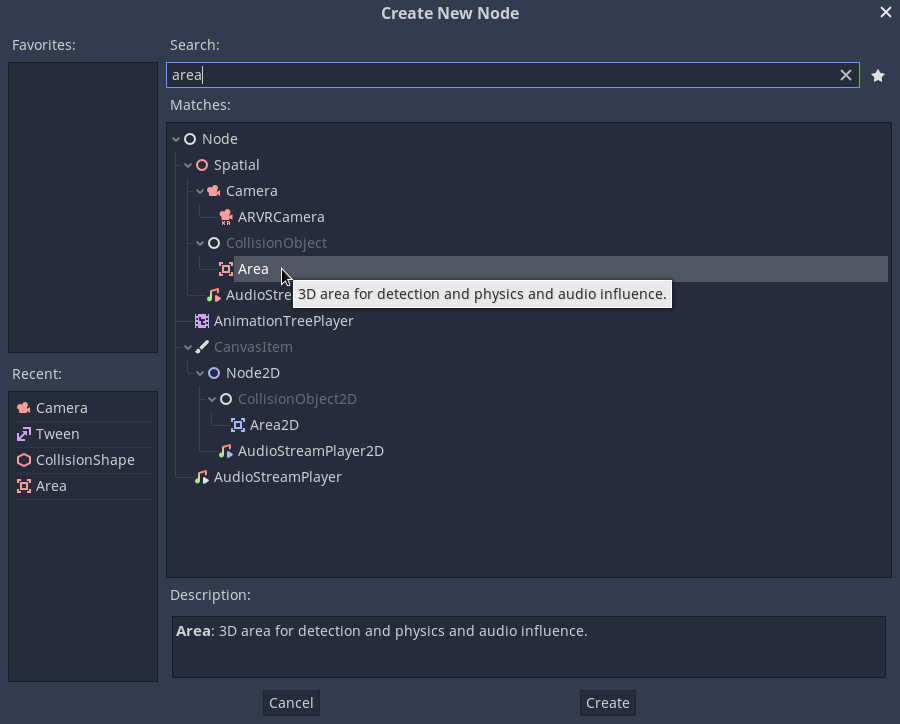 Create New Node
Favorites:
Search:
area
Matches:
Node
Spatial
Camera
ARVRCamera
CollisionObject
Area
3D area for detection and physics and audio influence.
AudioStre
AnimationTreePlayer
CanvasItem
Node2D
CollisionObject2D
Area2D
AudioStreamPlayer2D
AudioStreamPlayer
Recent:
Camera
Tween
CollisionShape
Area
Description:
Area: 3D area for detection and physics and audio influence.
Cancel
Create